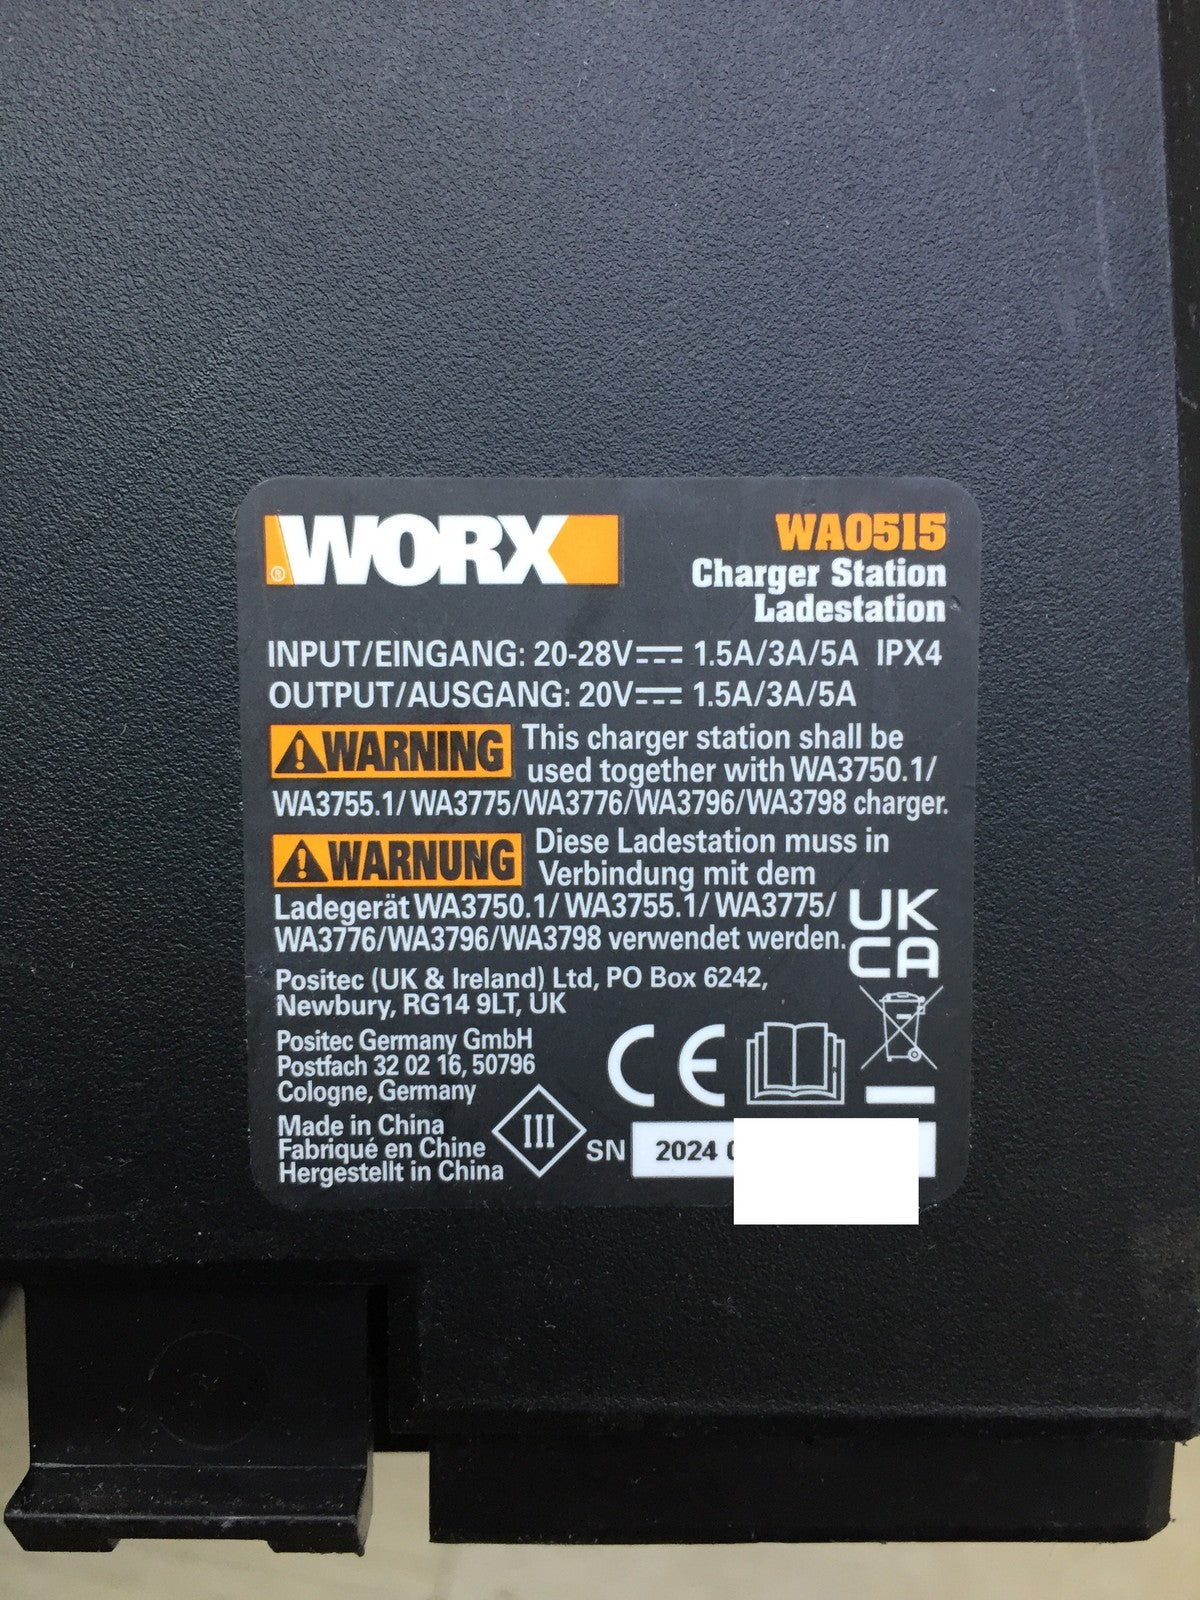 WORX
®
WA0515
Charger Station
Ladestation
INPUT/EINGANG: 20-28V⎓ 1.5A/3A/5A IPX4
OUTPUT/AUSGANG: 20V⎓ 1.5A/3A/5A
⚠WARNING This charger station shall be
used together with WA3750.1/
WA3755.1/ WA3775/WA3776/WA3796/WA3798 charger.
⚠WARNUNG Diese Ladestation muss in
Verbindung mit dem
Ladegerät WA3750.1/ WA3755.1/ WA3775/
WA3776/WA3796/WA3798 verwendet werden.
UK
CA
Positec (UK & Ireland) Ltd, PO Box 6242,
Newbury, RG14 9LT, UK
Positec Germany GmbH
Postfach 32 02 16, 50796
Cologne, Germany
CE
Made in China
Fabriqué en Chine
Hergestellt in China
III
SN 2024